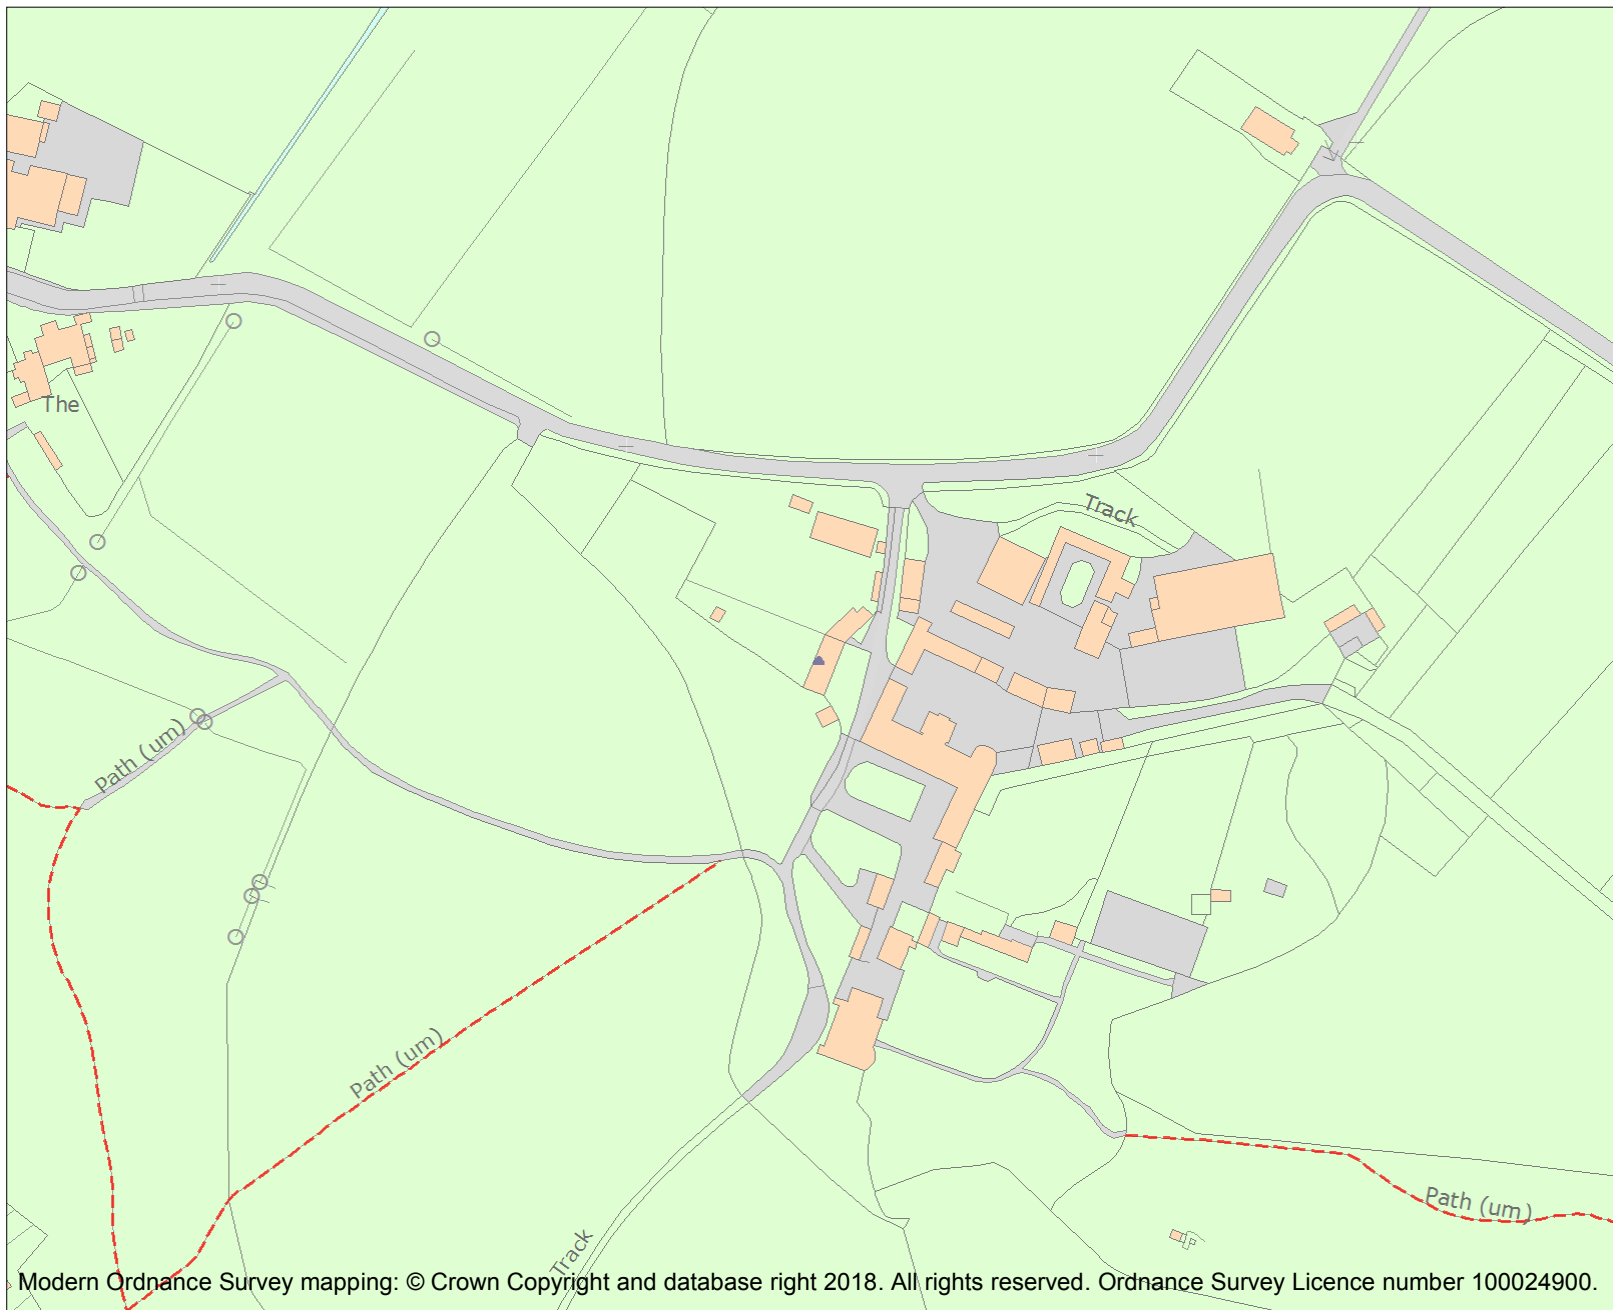 The
Track
Path (um)
Path (um)
Path (um)
Track
Modern Ordnance Survey mapping: © Crown Copyright and database right 2018. All rights reserved. Ordnance Survey Licence number 100024900.